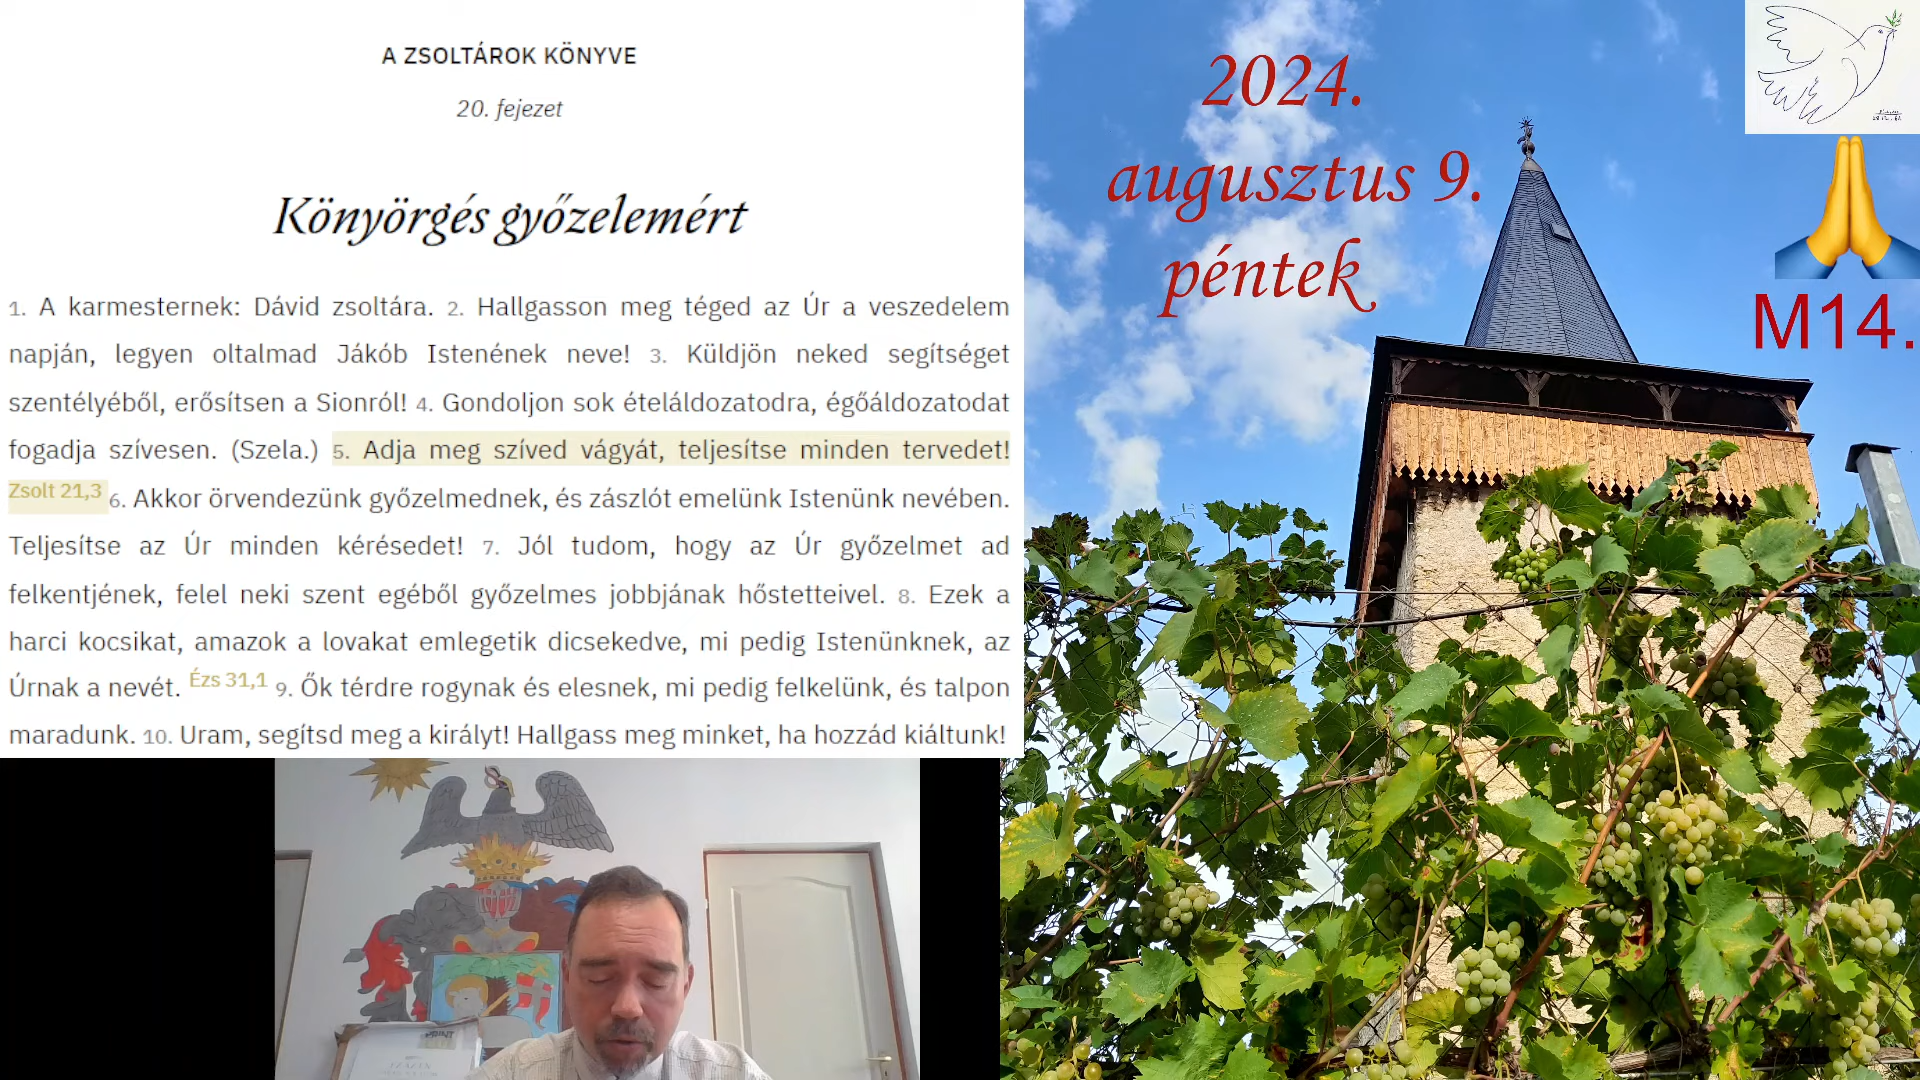 A ZSOLTÁROK KÖNYVE
20. fejezet
Könyörgés győzelemért
1. A karmesternek: Dávid zsoltára. 2. Hallgasson meg téged az Úr a veszedelem
napján, legyen oltalmad Jákób Istenének neve! 3. Küldjön neked segítséget
szentélyéből, erősítsen a Sionról! 4. Gondoljon sok ételáldozatodra, égőáldozatodat
fogadja szívesen. (Szela.) 5. Adja meg szíved vágyát, teljesítse minden tervedet!
Zsolt 21,3 6. Akkor örvendezünk győzelmednek, és zászlót emelünk Istenünk nevében.
Teljesítse az Úr minden kérésedet! 7. Jól tudom, hogy az Úr győzelmet ad
felkentjének, felel neki szent egéből győzelmes jobbjának hőstetteivel. 8. Ezek a
harci kocsikat, amazok a lovakat emlegetik dicsekedve, mi pedig Istenünknek, az
Úrnak a nevét. Ézs 31,1 9. Ők térdre rogynak és elesnek, mi pedig felkelünk, és talpon
maradunk. 10. Uram, segítsd meg a királyt! Hallgass meg minket, ha hozzád kiáltunk!
2024.
augusztus 9.
péntek
M14.